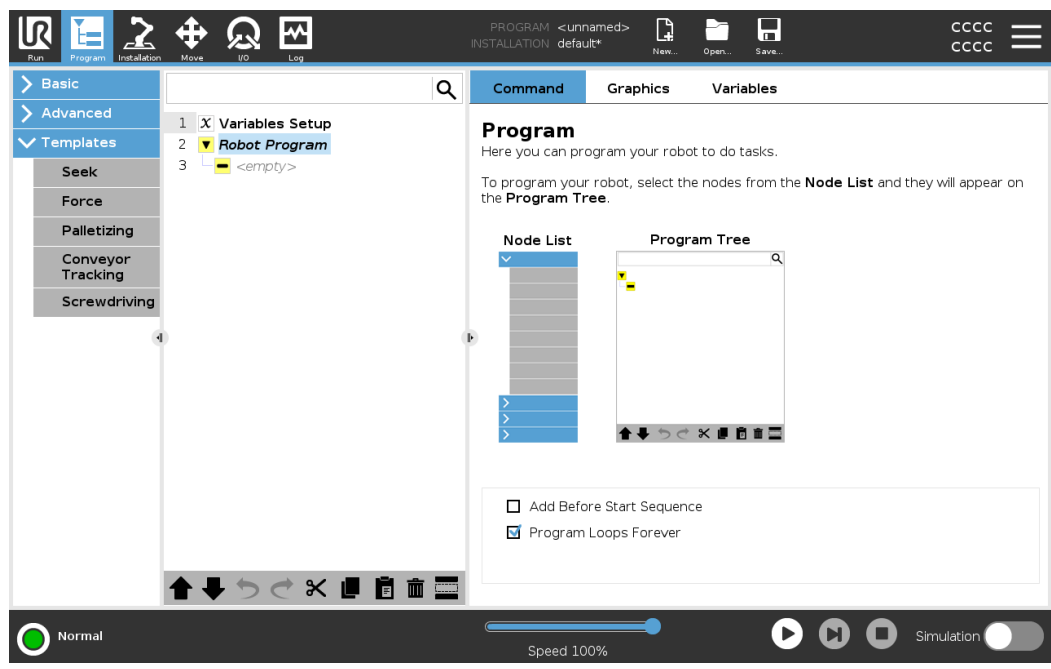 PROGRAM <unnamed>
INSTALLATION default*
CCCC
CCCC
Run
Program
Installation
Move
I/O
Log
New...
Open...
Save...
Basic
Advanced
Templates
Seek
Force
Palletizing
Conveyor
Tracking
Screwdriving
1 X Variables Setup
2 Robot Program
3 <empty>
Command Graphics Variables
Program
Here you can program your robot to do tasks.
To program your robot, select the nodes from the Node List and they will appear on
the Program Tree.
Node List
Program Tree
Add Before Start Sequence
Program Loops Forever
Normal
Speed 100%
Simulation